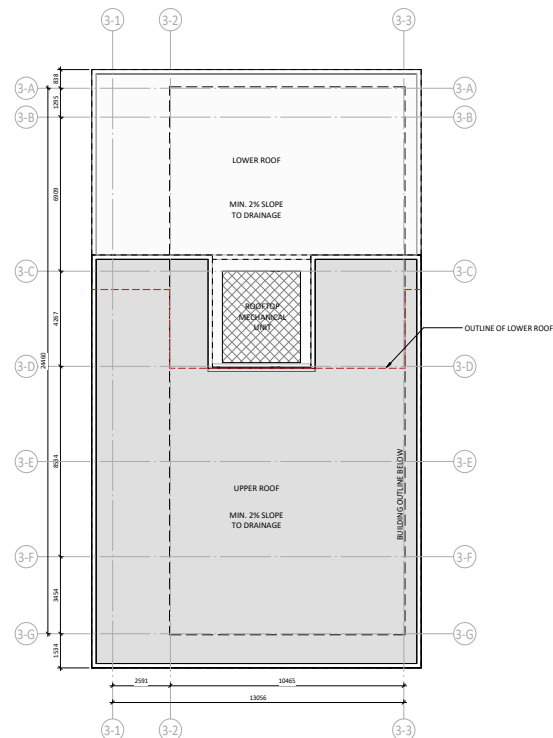 3-1 3-2 3-3
838
3-A 3-A
1295
3-B 3-B
LOWER ROOF
6909
MIN. 2% SLOPE
TO DRAINAGE
3-C 3-C
ROOFTOP
MECHANICAL
UNIT
4267
OUTLINE OF LOWER ROOF
24460
3-D 3-D
8534
3-E 3-E
BUILDING OUTLINE BELOW
UPPER ROOF
MIN. 2% SLOPE
TO DRAINAGE
3-F 3-F
3454
3-G 3-G
1534
2591 10465
13056
3-1 3-2 3-3